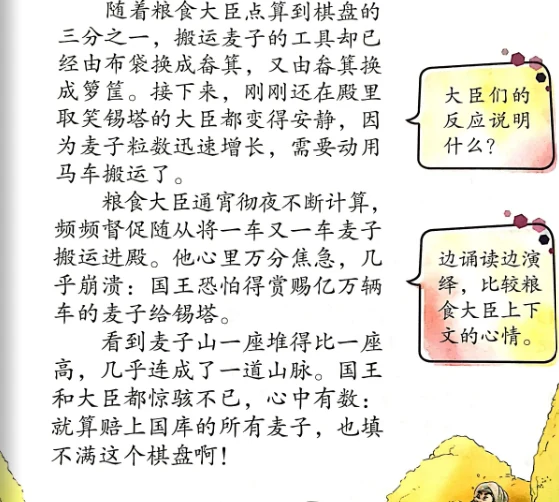 随着粮食大臣点算到棋盘的
三分之一，搬运麦子的工具却已
经由布袋换成畚箕，又由畚箕换
成箩筐。接下来，刚刚还在殿里
取笑锡塔的大臣都变得安静，因
为麦子粒数迅速增长，需要动用
马车搬运了。
粮食大臣通宵彻夜不断计算，
频频督促随从将一车又一车麦子
搬运进殿。他心里万分焦急，几
乎崩溃：国王恐怕得赏赐亿万辆
车的麦子给锡塔。
看到麦子山一座堆得比一座
高，几乎连成了一道山脉。国王
和大臣都惊骇不已，心中有数：
就算赔上国库的所有麦子，也填
不满这个棋盘啊！
大臣们的
反应说明
什么？
边诵读边演
绎，比较粮
食大臣上下
文的心情。